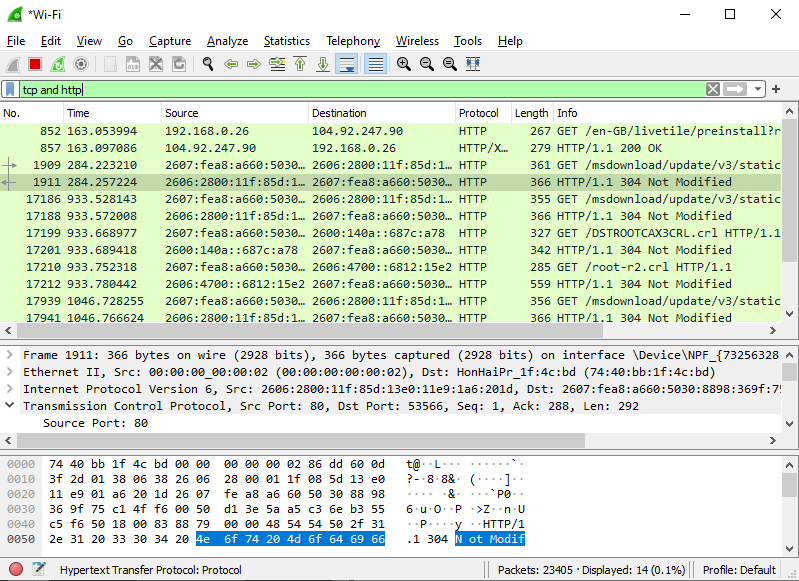 *Wi-Fi
File Edit View Go Capture Analyze Statistics Telephony Wireless Tools Help
tcp and http
No. Time Source Destination Protocol Length Info
852 163.053994 192.168.0.26 104.92.247.90 HTTP 267 GET /en-GB/livetile/preinstall?r
857 163.097086 104.92.247.90 192.168.0.26 HTTP/X… 279 HTTP/1.1 200 OK
1909 284.223210 2607:fea8:a660:5030… 2606:2800:11f:85d:1… HTTP 361 GET /msdownload/update/v3/static
1911 284.257224 2606:2800:11f:85d:1… 2607:fea8:a660:5030… HTTP 366 HTTP/1.1 304 Not Modified
17186 933.528143 2607:fea8:a660:5030… 2606:2800:11f:85d:1… HTTP 355 GET /msdownload/update/v3/static
17188 933.572008 2606:2800:11f:85d:1… 2607:fea8:a660:5030… HTTP 366 HTTP/1.1 304 Not Modified
17199 933.668977 2607:fea8:a660:5030… 2600:140a::687c:a78 HTTP 327 GET /DSTROOTCAX3CRL.crl HTTP/1.1
17201 933.689418 2600:140a::687c:a78 2607:fea8:a660:5030… HTTP 342 HTTP/1.1 304 Not Modified
17210 933.752318 2607:fea8:a660:5030… 2606:4700::6812:15e2 HTTP 285 GET /root-r2.crl HTTP/1.1
17212 933.780442 2606:4700::6812:15e2 2607:fea8:a660:5030… HTTP 559 HTTP/1.1 304 Not Modified
17939 1046.728255 2607:fea8:a660:5030… 2606:2800:11f:85d:1… HTTP 356 GET /msdownload/update/v3/static
17941 1046.766624 2606:2800:11f:85d:1… 2607:fea8:a660:5030… HTTP 366 HTTP/1.1 304 Not Modified
Frame 1911: 366 bytes on wire (2928 bits), 366 bytes captured (2928 bits) on interface \Device\NPF_{73256328
Ethernet II, Src: 00:00:00_00:00:02 (00:00:00:00:00:02), Dst: HonHaiPr_1f:4c:bd (74:40:bb:1f:4c:bd)
Internet Protocol Version 6, Src: 2606:2800:11f:85d:13e0:11e9:1a6:201d, Dst: 2607:fea8:a660:5030:8898:369f:75
Transmission Control Protocol, Src Port: 80, Dst Port: 53566, Seq: 1, Ack: 288, Len: 292
Source Port: 80
0000 74 40 bb 1f 4c bd 00 00 00 00 00 02 86 dd 60 0d t@··L··· ······`·
0010 3f 2d 01 38 06 38 26 06 28 00 01 1f 08 5d 13 e0 ?-·8·8&· (····]··
0020 11 e9 01 a6 20 1d 26 07 fe a8 a6 60 50 30 88 98 ···· ·&· ···`P0··
0030 36 9f 75 c1 4f f6 00 50 d1 3e 5a a5 c3 6e b3 55 6·u·O··P ·>Z··n·U
0040 c5 f6 50 18 00 83 88 79 00 00 48 54 54 50 2f 31 ··P····y ··HTTP/1
0050 2e 31 20 33 30 34 20 4e 6f 74 20 4d 6f 64 69 66 .1 304 N ot Modif
Hypertext Transfer Protocol: Protocol Packets: 23405 · Displayed: 14 (0.1%) Profile: Default